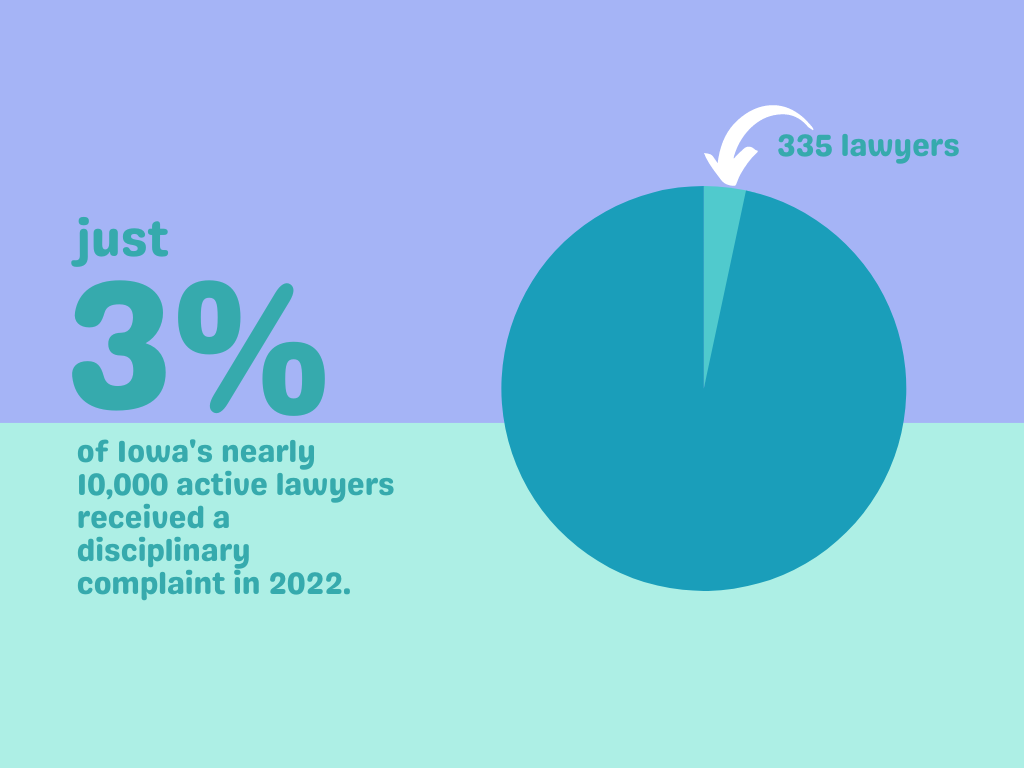 just
3%
of Iowa's nearly
10,000 active lawyers
received a
disciplinary
complaint in 2022.
335 lawyers